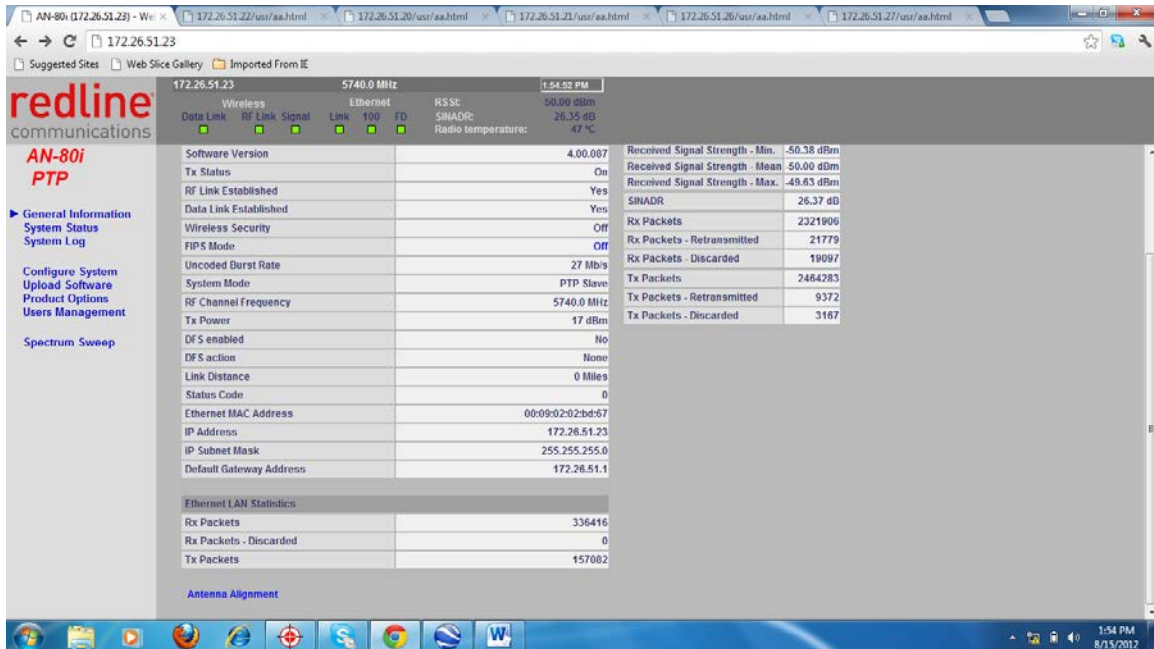 AN-80i (172.26.51.23) - We
172.26.51.22/usr/aa.html
172.26.51.20/usr/aa.html
172.26.51.21/usr/aa.html
172.26.51.26/usr/aa.html
172.26.51.27/usr/aa.html
172.26.51.23
Suggested Sites Web Slice Gallery Imported From IE
redline
communications
172.26.51.23 5740.0 MHz 1:54:52 PM
Wireless Ethernet RSSI: -50.00 dBm
Data Link RF Link Signal Link 100 FD SINADR: 26.35 dB
Radio temperature: 47 °C
AN-80i
PTP
General Information
System Status
System Log
Configure System
Upload Software
Product Options
Users Management
Spectrum Sweep
Software Version 4.00.087
Tx Status On
RF Link Established Yes
Data Link Established Yes
Wireless Security Off
FIPS Mode Off
Uncoded Burst Rate 27 Mb/s
System Mode PTP Slave
RF Channel Frequency 5740.0 MHz
Tx Power 17 dBm
DFS enabled No
DFS action None
Link Distance 0 Miles
Status Code 0
Ethernet MAC Address 00:09:02:02:bd:67
IP Address 172.26.51.23
IP Subnet Mask 255.255.255.0
Default Gateway Address 172.26.51.1
Ethernet LAN Statistics
Rx Packets 336416
Rx Packets - Discarded 0
Tx Packets 157082
Antenna Alignment
Received Signal Strength - Min. -50.38 dBm
Received Signal Strength - Mean -50.00 dBm
Received Signal Strength - Max. -49.63 dBm
SINADR 26.37 dB
Rx Packets 2321906
Rx Packets - Retransmitted 21779
Rx Packets - Discarded 19097
Tx Packets 2464283
Tx Packets - Retransmitted 9372
Tx Packets - Discarded 3167
1:54 PM
8/15/2012